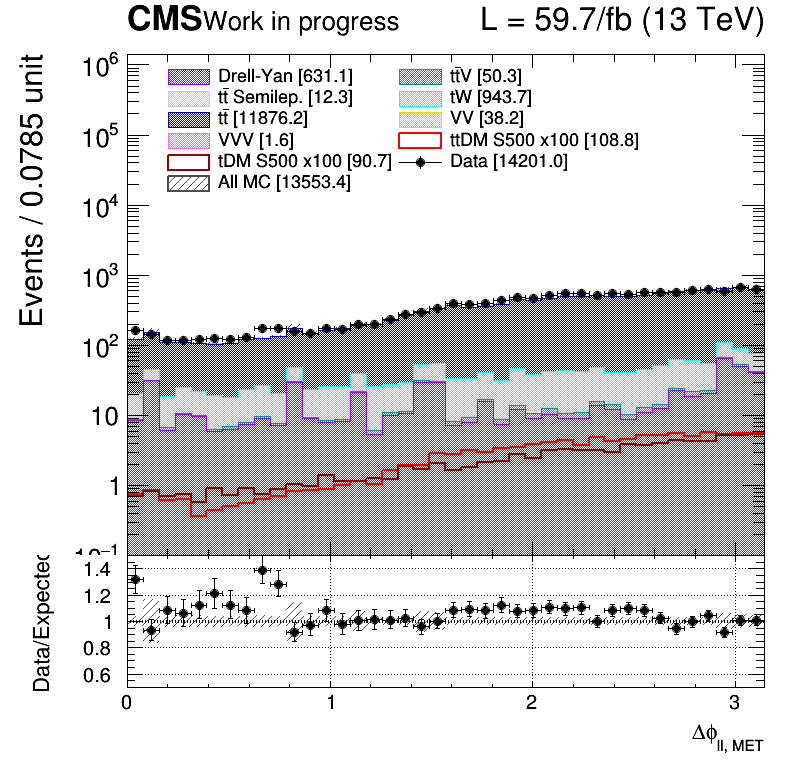 CMS Work in progress L = 59.7/fb (13 TeV)
Events / 0.0785 unit
10⁶
10⁵
10⁴
10³
10²
10
1
10⁻¹
Drell-Yan [631.1]
tt̄V [50.3]
tt̄ Semilep. [12.3]
tW [943.7]
tt̄ [11876.2]
VV [38.2]
VVV [1.6]
ttDM S500 x100 [108.8]
tDM S500 x100 [90.7]
Data [14201.0]
All MC [13553.4]
Data/Expected
1.4
1.2
1
0.8
0.6
0 1 2 3
Δϕ ll, MET